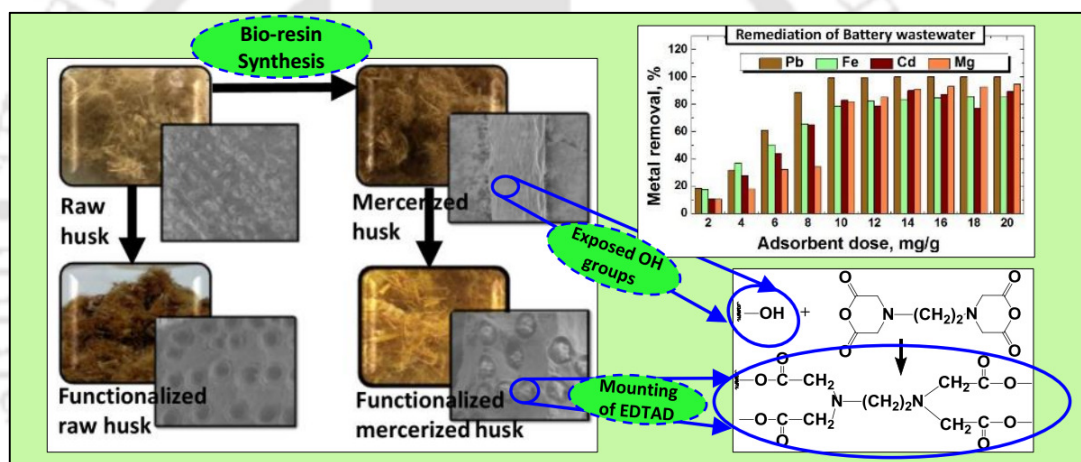 Bio-resin
Synthesis
Raw
husk
Mercerized
husk
Functionalized
raw husk
Functionalized
mercerized husk
Exposed OH
groups
Mounting
of EDTAD
Remediation of Battery wastewater
Pb Fe Cd Mg
Metal removal, %
120
100
80
60
40
20
0
2 4 6 8 10 12 14 16 18 20
Adsorbent dose, mg/g
O
OH + O N (CH₂)₂ N O
O O
O O
O C CH₂ CH₂ C O
N (CH₂)₂ N
O C CH₂ CH₂ C O
O O